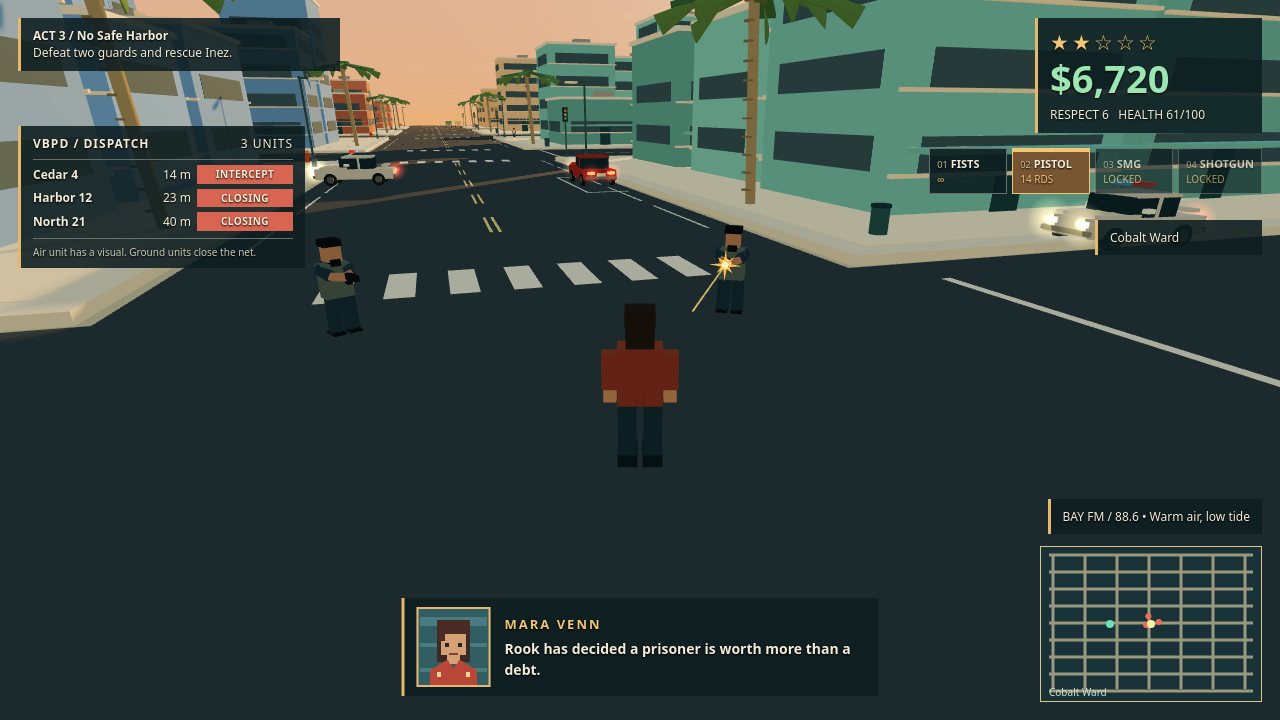 ACT 3 / No Safe Harbor
Defeat two guards and rescue Inez.
$6,720
RESPECT 6 HEALTH 61/100
VBPD / DISPATCH 3 UNITS
Cedar 4 14 m INTERCEPT
Harbor 12 23 m CLOSING
North 21 40 m CLOSING
Air unit has a visual. Ground units close the net.
01 FISTS
∞
02 PISTOL
14 RDS
03 SMG
LOCKED
04 SHOTGUN
LOCKED
Cobalt Ward
BAY FM / 88.6 • Warm air, low tide
MARA VENN
Rook has decided a prisoner is worth more than a
debt.
Cobalt Ward